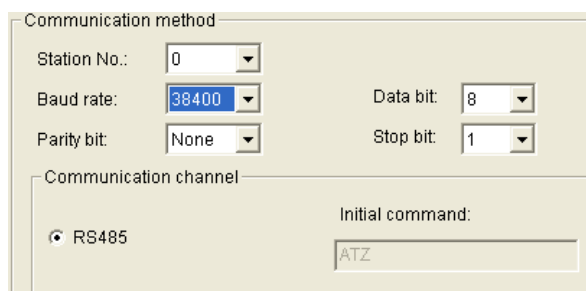 Communication method
Station No.: 0
Baud rate: 38400 Data bit: 8
Parity bit: None Stop bit: 1
Communication channel
Initial command:
RS485
ATZ